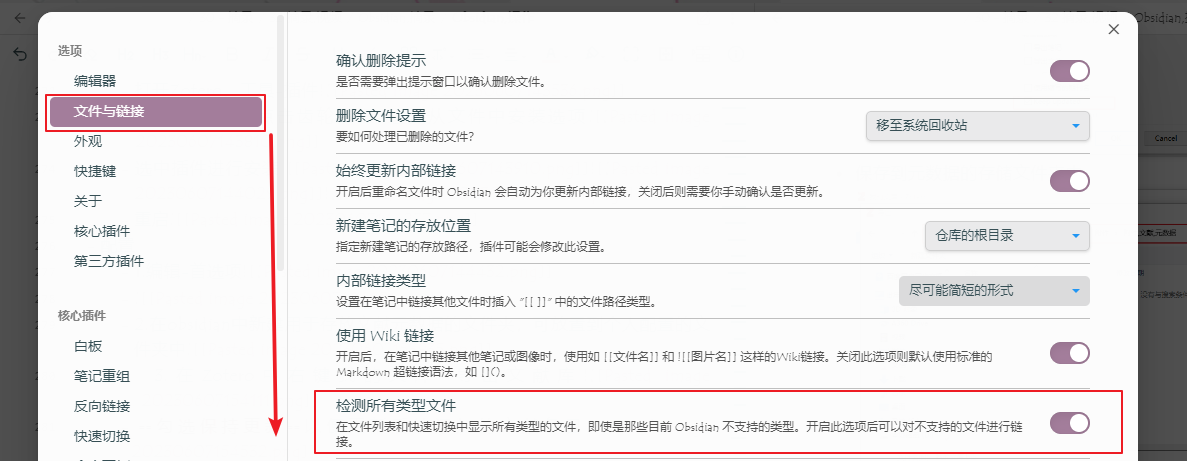 Obsidian
选项
编辑器
文件与链接
外观
快捷键
关于
核心插件
第三方插件
核心插件
白板
笔记重组
反向链接
快速切换
确认删除提示
是否需要弹出提示窗口以确认删除文件。
删除文件设置
要如何处理已删除的文件?
移至系统回收站
始终更新内部链接
开启后重命名文件时 Obsidian 会自动为你更新内部链接，关闭后则需要你手动确认是否更新。
新建笔记的存放位置
指定新建笔记的存放路径，插件可能会修改此设置。
仓库的根目录
内部链接类型
设置在笔记中链接其他文件时插入 "[[ ]]" 中的文件路径类型。
尽可能简短的形式
使用 Wiki 链接
开启后，在笔记中链接其他笔记或图像时，使用如 [[文件名]] 和 ![[图片名]] 这样的Wiki链接。关闭此选项则默认使用标准的
Markdown 超链接语法，如 []()。
检测所有类型文件
在文件列表和快速切换中显示所有类型的文件，即使是那些目前 Obsidian 不支持的类型。开启此选项后可以对不支持的文件进行链
接。
Cancel